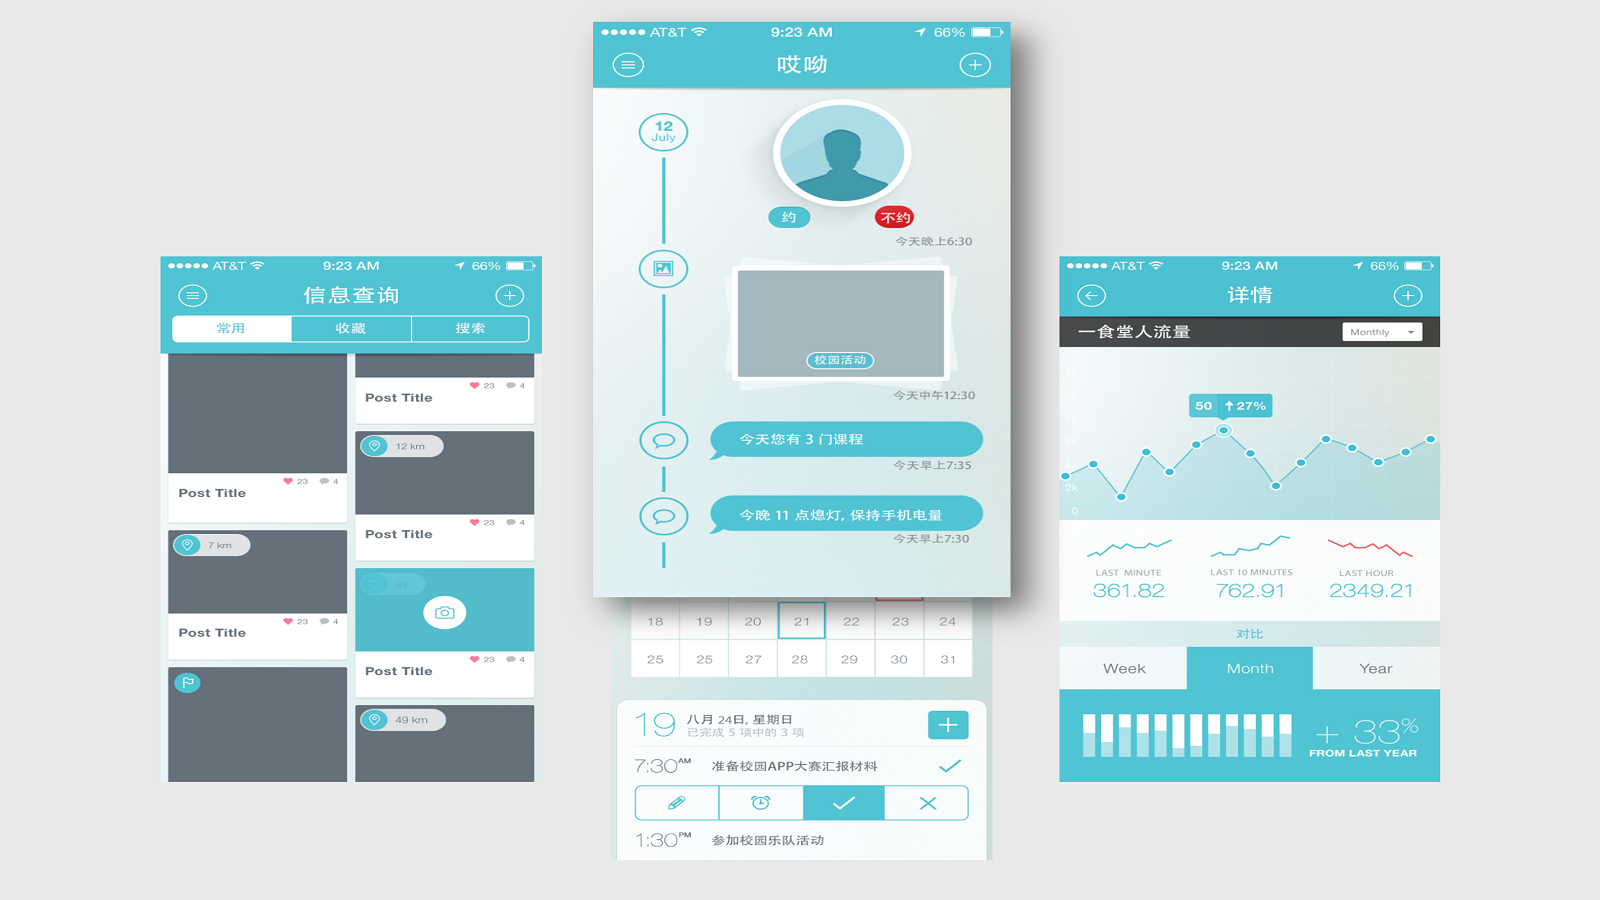 AT&T 9:23 AM 66%
信息查询
常用 收藏 搜索
23 4
Post Title
7 km
23 4
Post Title
23 4
Post Title
12 km
23 4
Post Title
23 4
Post Title
49 km
AT&T 9:23 AM 66%
哎呦
12
July
约 不约
今天晚上6:30
校园活动
今天中午12:30
今天您有 3 门课程
今天早上7:35
今晚 11 点熄灯, 保持手机电量
今天早上7:30
18 19 20 21 22 23 24
25 25 27 28 29 30 31
19 八月 24日, 星期日
已完成 5 项中的 3 项
7:30AM 准备校园APP大赛汇报材料
1:30PM 参加校园乐队活动
AT&T 9:23 AM 66%
详情
一食堂人流量 Monthly
50 27%
2k
0
LAST MINUTE LAST 10 MINUTES LAST HOUR
361.82 762.91 2349.21
对比
Week Month Year
+ 33%
FROM LAST YEAR